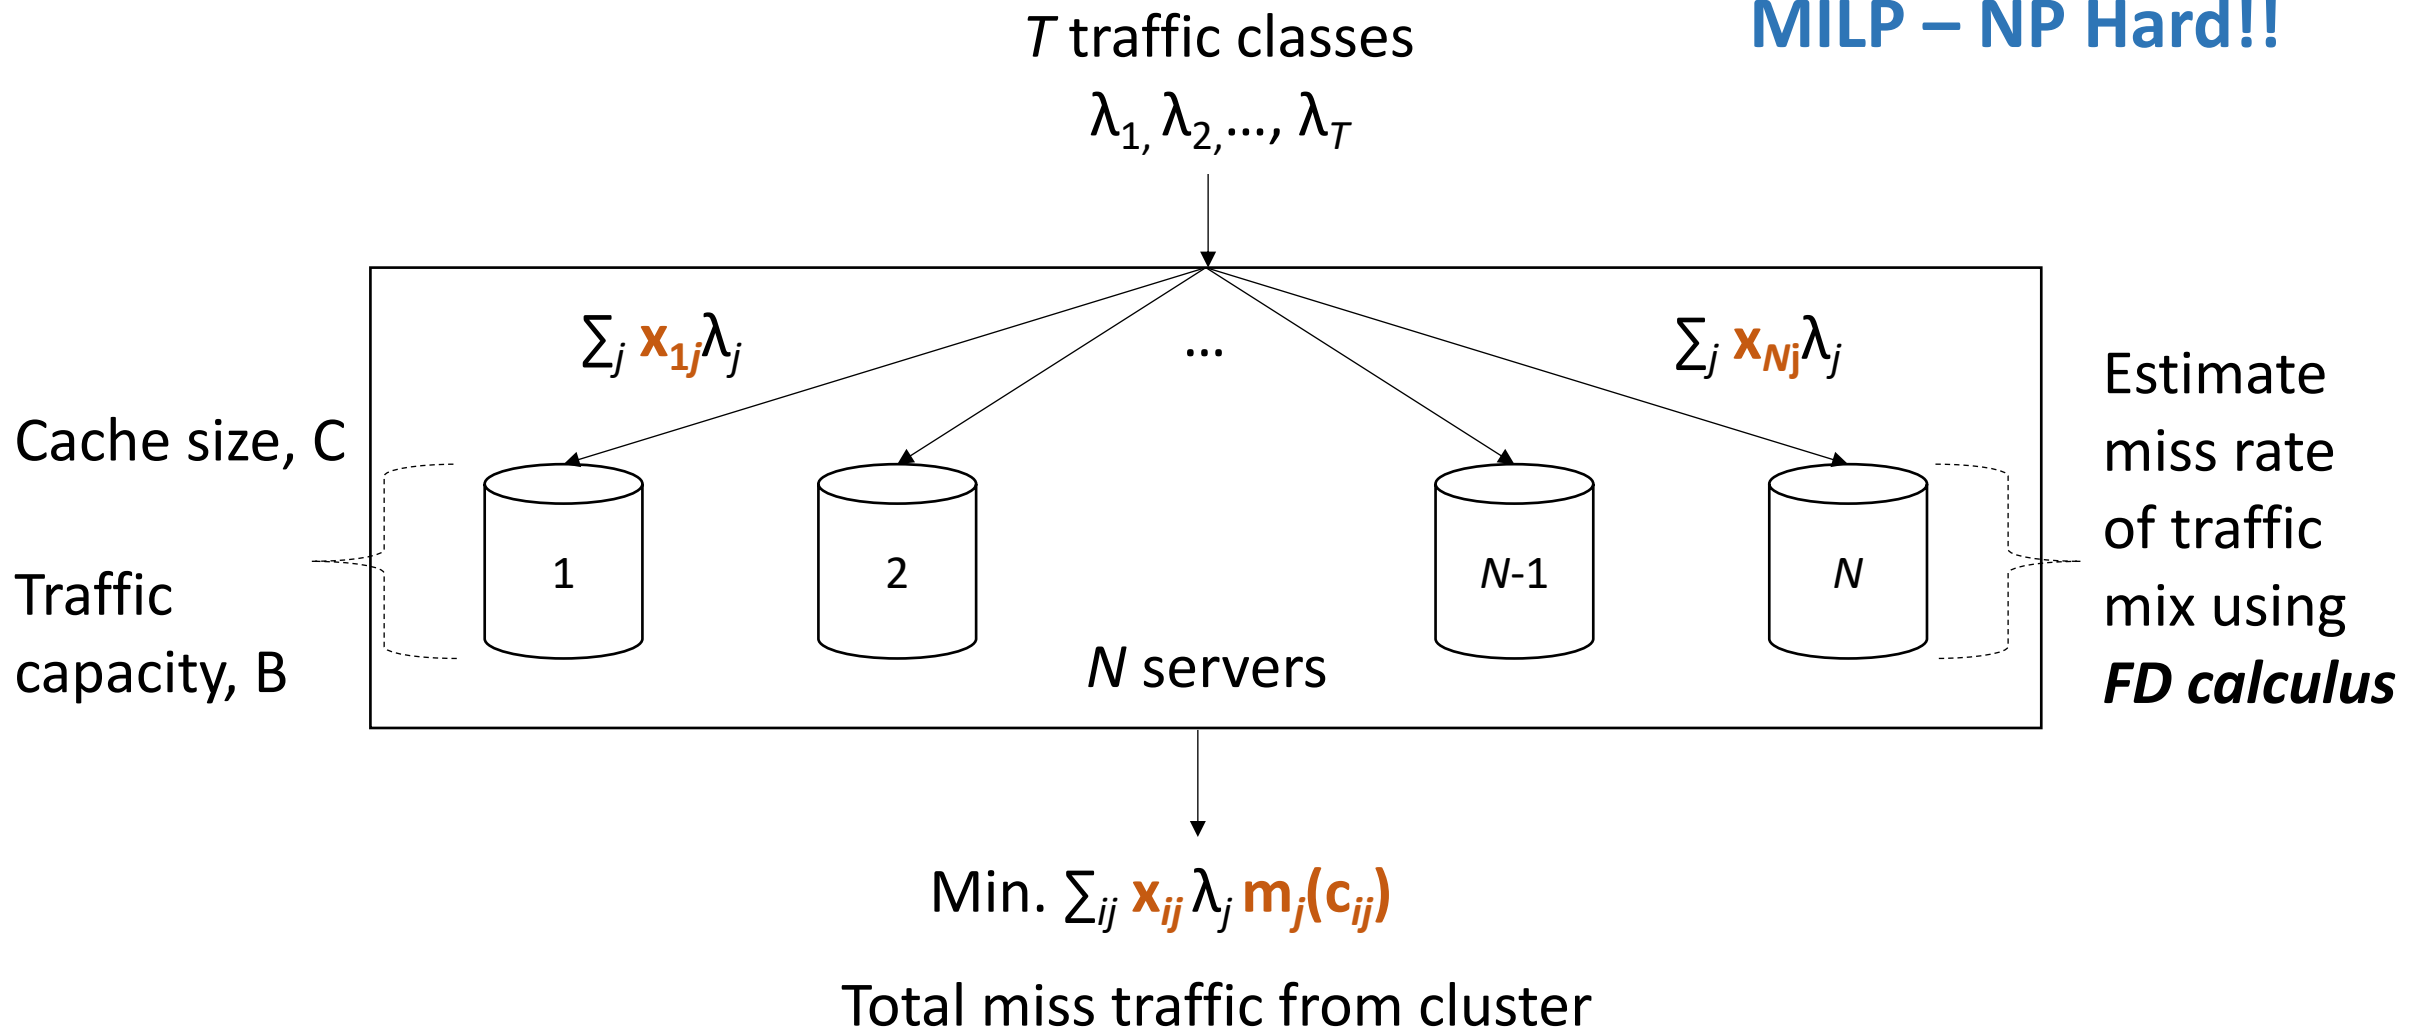 MILP – NP Hard!!
T traffic classes
λ1, λ2,…, λT
∑j x1jλj
…
∑j xNjλj
Cache size, C
Traffic
capacity, B
1
2
N-1
N
N servers
Estimate
miss rate
of traffic
mix using
FD calculus
Min. ∑ij xij λj mj(cij)
Total miss traffic from cluster